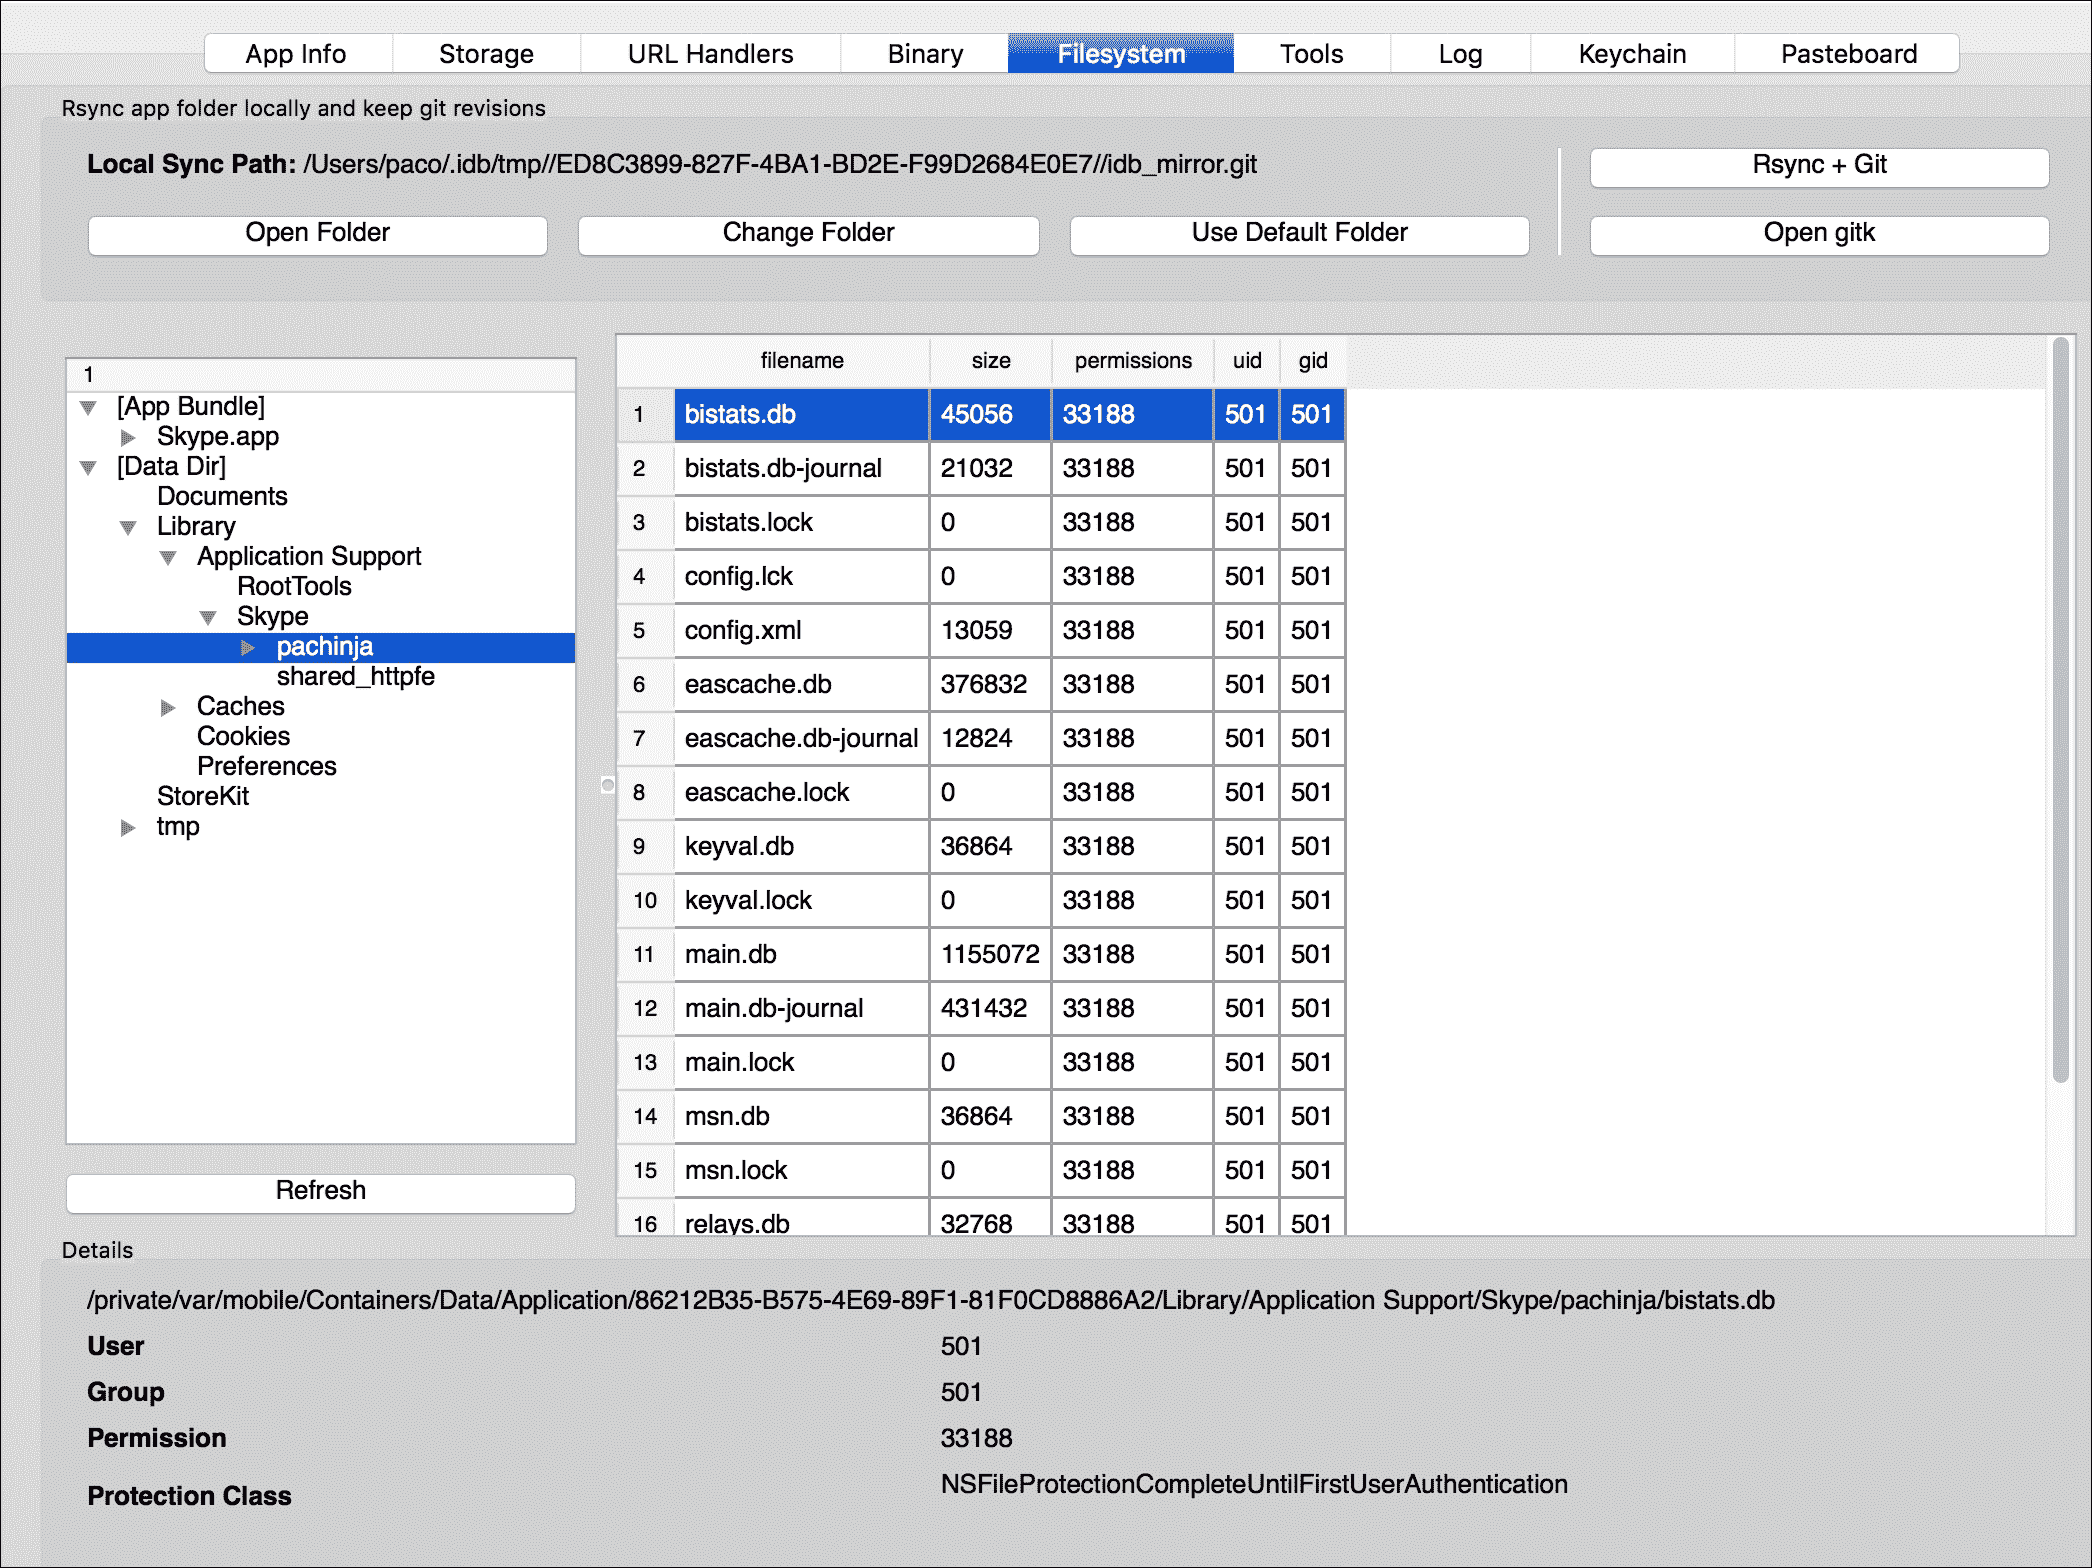 App Info Storage URL Handlers Binary Filesystem Tools Log Keychain Pasteboard
Rsync app folder locally and keep git revisions
Local Sync Path: /Users/paco/.idb/tmp//ED8C3899-827F-4BA1-BD2E-F99D2684E0E7//idb_mirror.git
Rsync + Git
Open Folder Change Folder Use Default Folder Open gitk
1
[App Bundle]
Skype.app
[Data Dir]
Documents
Library
Application Support
RootTools
Skype
pachinja
shared_httpfe
Caches
Cookies
Preferences
StoreKit
tmp
Refresh
filename size permissions uid gid
1 bistats.db 45056 33188 501 501
2 bistats.db-journal 21032 33188 501 501
3 bistats.lock 0 33188 501 501
4 config.lck 0 33188 501 501
5 config.xml 13059 33188 501 501
6 eascache.db 376832 33188 501 501
7 eascache.db-journal 12824 33188 501 501
8 eascache.lock 0 33188 501 501
9 keyval.db 36864 33188 501 501
10 keyval.lock 0 33188 501 501
11 main.db 1155072 33188 501 501
12 main.db-journal 431432 33188 501 501
13 main.lock 0 33188 501 501
14 msn.db 36864 33188 501 501
15 msn.lock 0 33188 501 501
16 relays.db 32768 33188 501 501
Details
/private/var/mobile/Containers/Data/Application/86212B35-B575-4E69-89F1-81F0CD8886A2/Library/Application Support/Skype/pachinja/bistats.db
User 501
Group 501
Permission 33188
Protection Class NSFileProtectionCompleteUntilFirstUserAuthentication